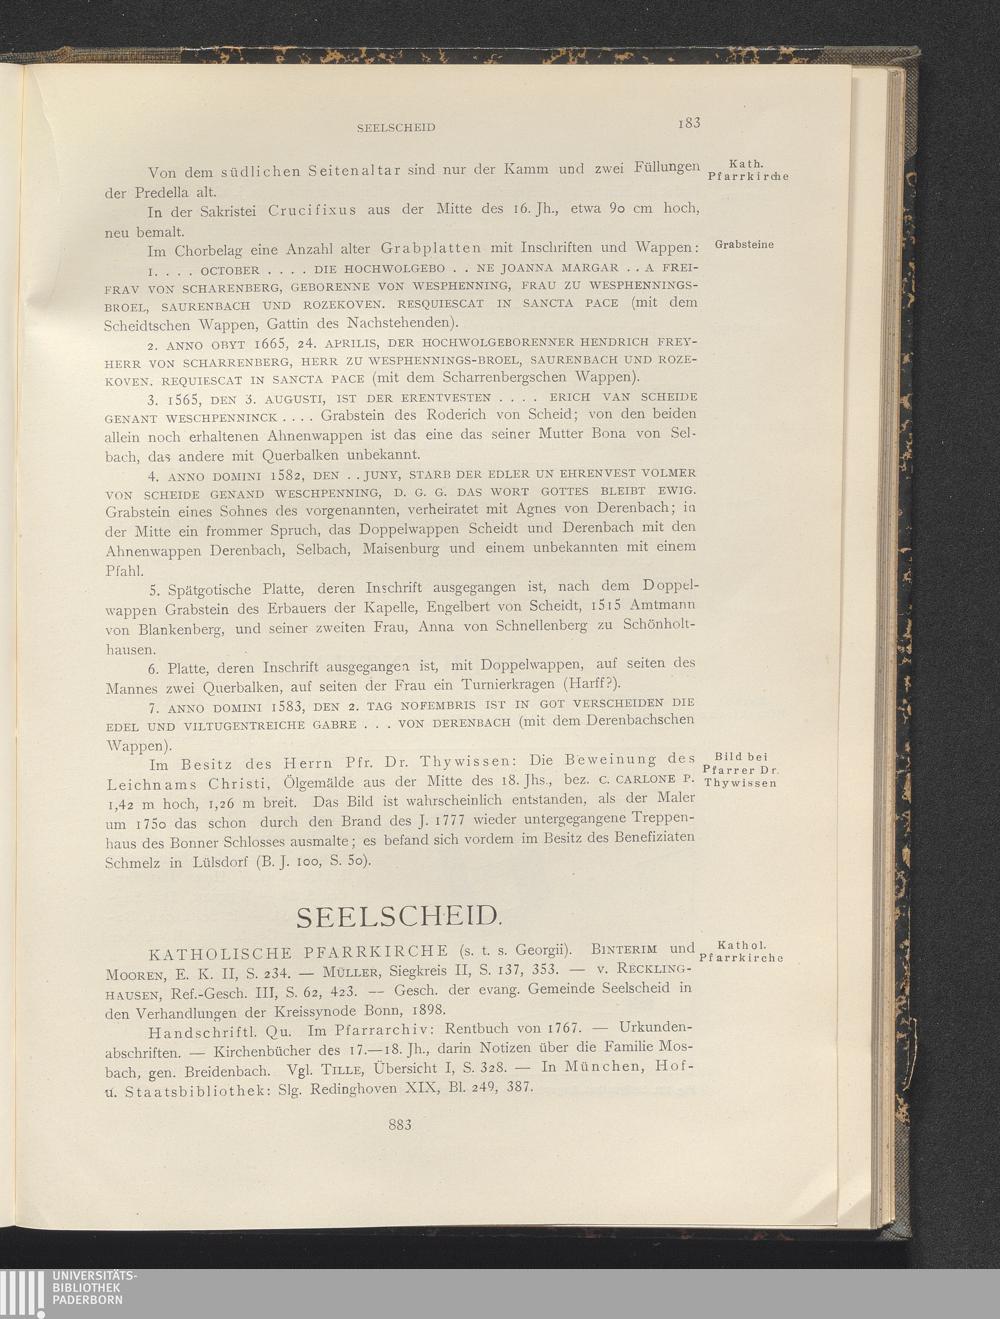 SEELSCHEID
183
Von dem südlichen Seitenaltar sind nur der Kamm und zwei Füllungen
der Predella alt.
Kath.
Pfarrkirche
In der Sakristei Crucifixus aus der Mitte des 16. Jh., etwa 90 cm hoch,
neu bemalt.
Im Chorbelag eine Anzahl alter Grabplatten mit Inschriften und Wappen:
Grabsteine
1. . . . OCTOBER . . . . DIE HOCHWOLGEBO . . NE JOANNA MARGAR . . A FREI-
FRAV VON SCHARENBERG, GEBORENNE VON WESPHENNING, FRAU ZU WESPHENNINGS-
BROEL, SAURENBACH UND ROZEKOVEN. RESQUIESCAT IN SANCTA PACE (mit dem
Scheidtschen Wappen, Gattin des Nachstehenden).
2. ANNO OBYT 1665, 24. APRILIS, DER HOCHWOLGEBORENNER HENDRICH FREY-
HERR VON SCHARRENBERG, HERR ZU WESPHENNINGS-BROEL, SAURENBACH UND ROZE-
KOVEN. REQUIESCAT IN SANCTA PACE (mit dem Scharrenbergschen Wappen).
3. 1565, DEN 3. AUGUSTI, IST DER ERENTVESTEN . . . . ERICH VAN SCHEIDE
GENANT WESCHPENNINCK . . . . Grabstein des Roderich von Scheid; von den beiden
allein noch erhaltenen Ahnenwappen ist das eine das seiner Mutter Bona von Sel-
bach, das andere mit Querbalken unbekannt.
4. ANNO DOMINI 1582, DEN . . JUNY, STARB DER EDLER UN EHRENVEST VOLMER
VON SCHEIDE GENAND WESCHPENNING, D. G. G. DAS WORT GOTTES BLEIBT EWIG.
Grabstein eines Sohnes des vorgenannten, verheiratet mit Agnes von Derenbach; in
der Mitte ein frommer Spruch, das Doppelwappen Scheidt und Derenbach mit den
Ahnenwappen Derenbach, Selbach, Maisenburg und einem unbekannten mit einem
Pfahl.
5. Spätgotische Platte, deren Inschrift ausgegangen ist, nach dem Doppel-
wappen Grabstein des Erbauers der Kapelle, Engelbert von Scheidt, 1515 Amtmann
von Blankenberg, und seiner zweiten Frau, Anna von Schnellenberg zu Schönholt-
hausen.
6. Platte, deren Inschrift ausgegangen ist, mit Doppelwappen, auf seiten des
Mannes zwei Querbalken, auf seiten der Frau ein Turnierkragen (Harff?).
7. ANNO DOMINI 1583, DEN 2. TAG NOFEMBRIS IST IN GOT VERSCHEIDEN DIE
EDEL UND VILTUGENTREICHE GABRE . . . VON DERENBACH (mit dem Derenbachschen
Wappen).
Im Besitz des Herrn Pfr. Dr. Thywissen: Die Beweinung des
Leichnams Christi, Ölgemälde aus der Mitte des 18. Jhs., bez. C. CARLONE P.
1,42 m hoch, 1,26 m breit. Das Bild ist wahrscheinlich entstanden, als der Maler
um 1750 das schon durch den Brand des J. 1777 wieder untergegangene Treppen-
haus des Bonner Schlosses ausmalte; es befand sich vordem im Besitz des Benefiziaten
Schmelz in Lülsdorf (B. J. 100, S. 50).
Bild bei
Pfarrer Dr.
Thywissen
SEELSCHEID.
KATHOLISCHE PFARRKIRCHE (s. t. s. Georgii). BINTERIM und
MOOREN, E. K. II, S. 234. — MÜLLER, Siegkreis II, S. 137, 353. — v. RECKLING-
HAUSEN, Ref.-Gesch. III, S. 62, 423. — Gesch. der evang. Gemeinde Seelscheid in
den Verhandlungen der Kreissynode Bonn, 1898.
Kathol.
Pfarrkirche
Handschriftl. Qu. Im Pfarrarchiv: Rentbuch von 1767. — Urkunden-
abschriften. — Kirchenbücher des 17.—18. Jh., darin Notizen über die Familie Mos-
bach, gen. Breidenbach. Vgl. TILLE, Übersicht I, S. 328. — In München, Hof-
u. Staatsbibliothek: Slg. Redinghoven XIX, Bl. 249, 387.
883
UNIVERSITÄTS-
BIBLIOTHEK
PADERBORN